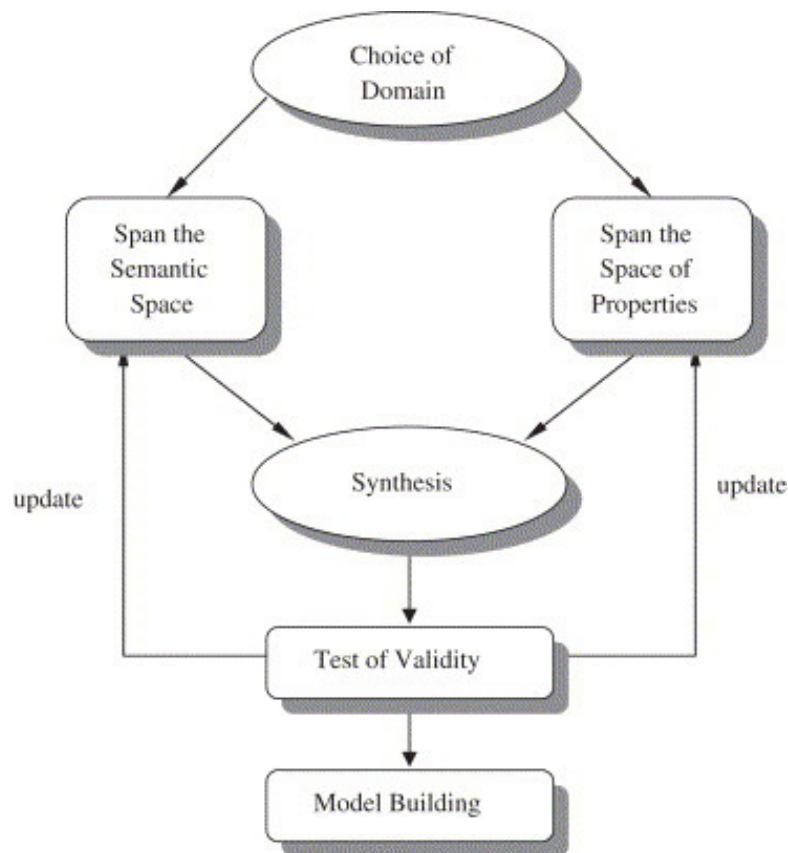 Choice of
Domain
Span the
Semantic
Space
Span the
Space of
Properties
Synthesis
update
update
Test of Validity
Model Building